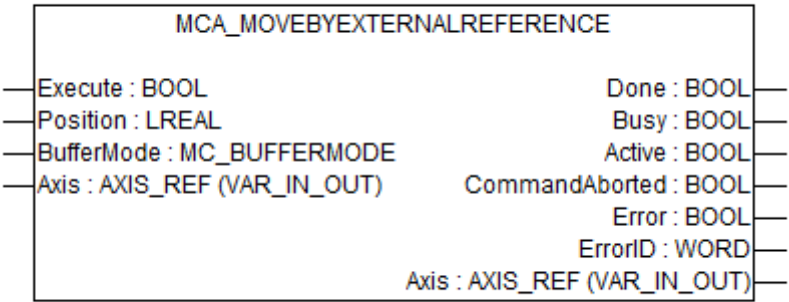 MCA_MOVEBYEXTERNALREFERENCE
Execute : BOOL Done : BOOL
Position : LREAL Busy : BOOL
BufferMode : MC_BUFFERMODE Active : BOOL
Axis : AXIS_REF (VAR_IN_OUT) CommandAborted : BOOL
Error : BOOL
ErrorID : WORD
Axis : AXIS_REF (VAR_IN_OUT)